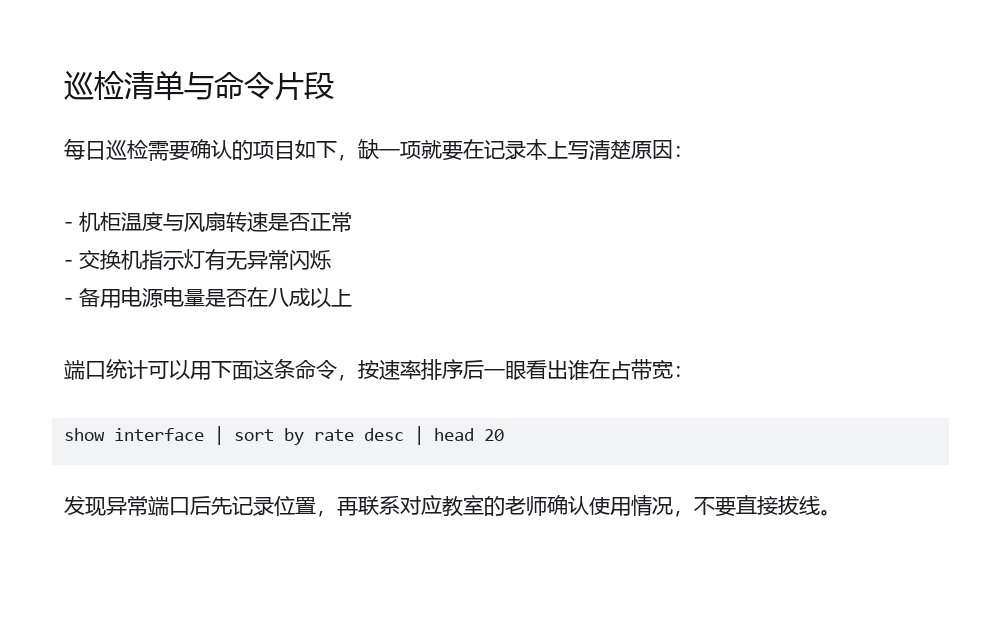 巡检清单与命令片段
每日巡检需要确认的项目如下，缺一项就要在记录本上写清楚原因：
- 机柜温度与风扇转速是否正常
- 交换机指示灯有无异常闪烁
- 备用电源电量是否在八成以上
端口统计可以用下面这条命令，按速率排序后一眼看出谁在占带宽：
show interface | sort by rate desc | head 20
发现异常端口后先记录位置，再联系对应教室的老师确认使用情况，不要直接拔线。